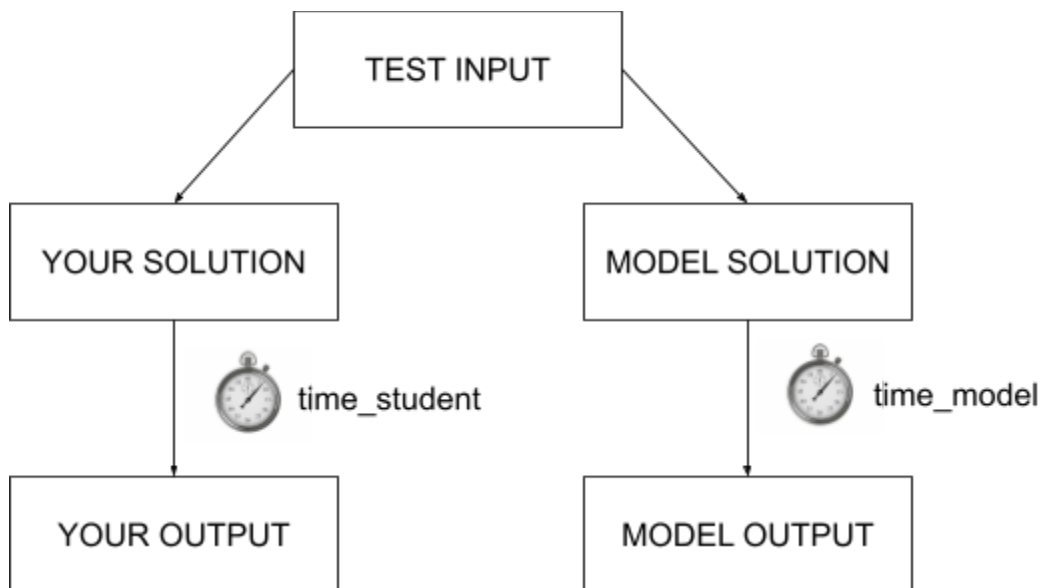 TEST INPUT
YOUR SOLUTION
MODEL SOLUTION
time_student
time_model
YOUR OUTPUT
MODEL OUTPUT